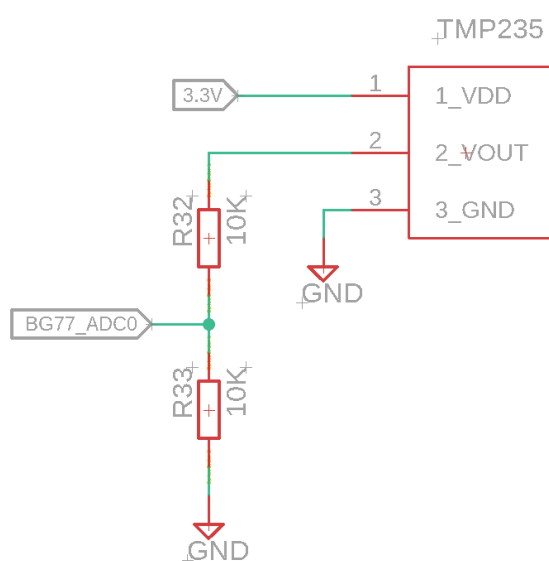 TMP235
3.3V
1
1_VDD
2
2_VOUT
3
3_GND
R32
10K
GND
BG77_ADC0
R33
10K
GND